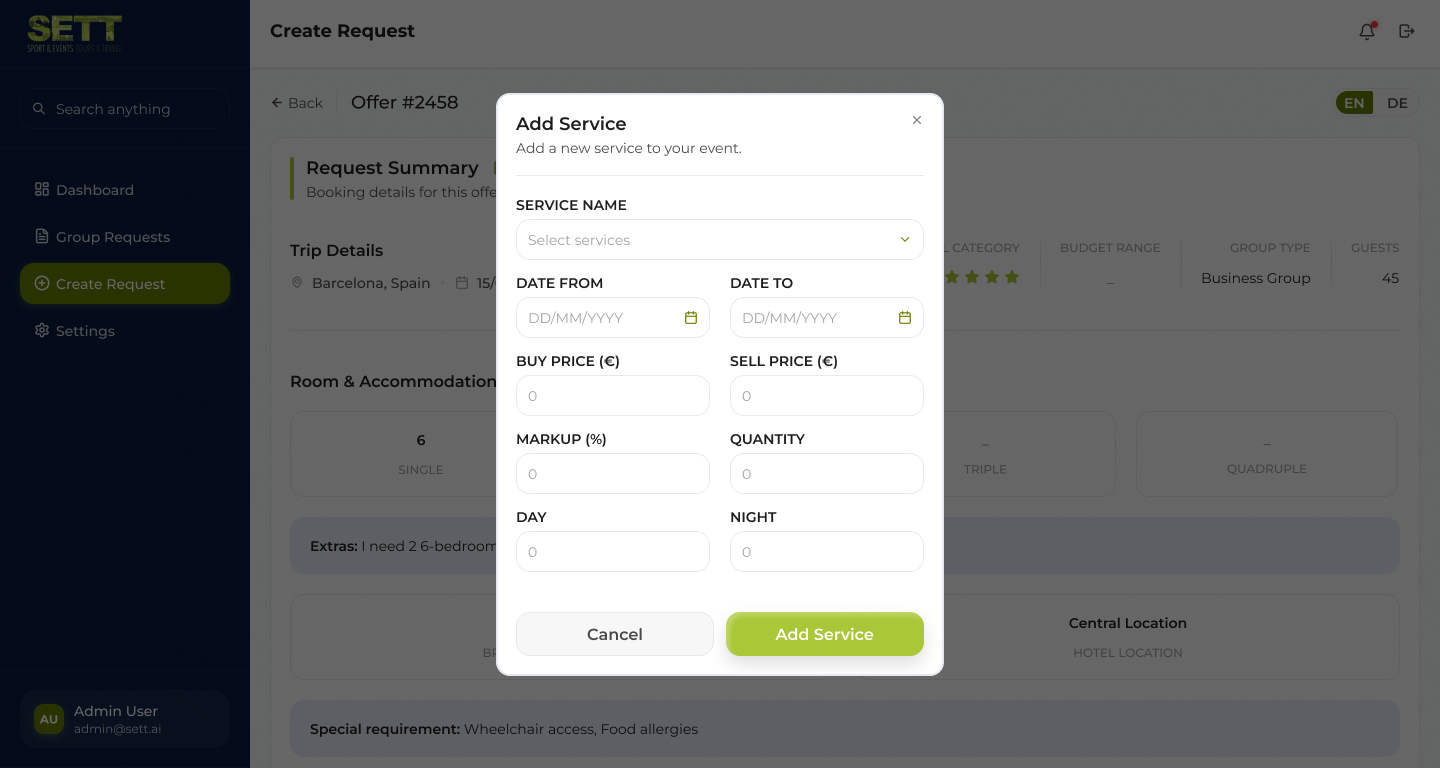 SETT
SPORT & EVENTS TOURS & TRAVEL
Create Request
Search anything
Dashboard
Group Requests
Create Request
Settings
AU
Admin User
admin@sett.ai
Back
Offer #2458
EN
DE
Request Summary
Booking details for this offe
Trip Details
Barcelona, Spain
15/
CATEGORY
BUDGET RANGE
–
GROUP TYPE
Business Group
GUESTS
45
Room & Accommodation
6
SINGLE
–
TRIPLE
–
QUADRUPLE
Extras: I need 2 6-bedroom
Central Location
HOTEL LOCATION
Special requirement: Wheelchair access, Food allergies
Add Service
Add a new service to your event.
SERVICE NAME
Select services
DATE FROM
DATE TO
DD/MM/YYYY
DD/MM/YYYY
BUY PRICE (€)
SELL PRICE (€)
0
0
MARKUP (%)
QUANTITY
0
0
DAY
NIGHT
0
0
Cancel
Add Service